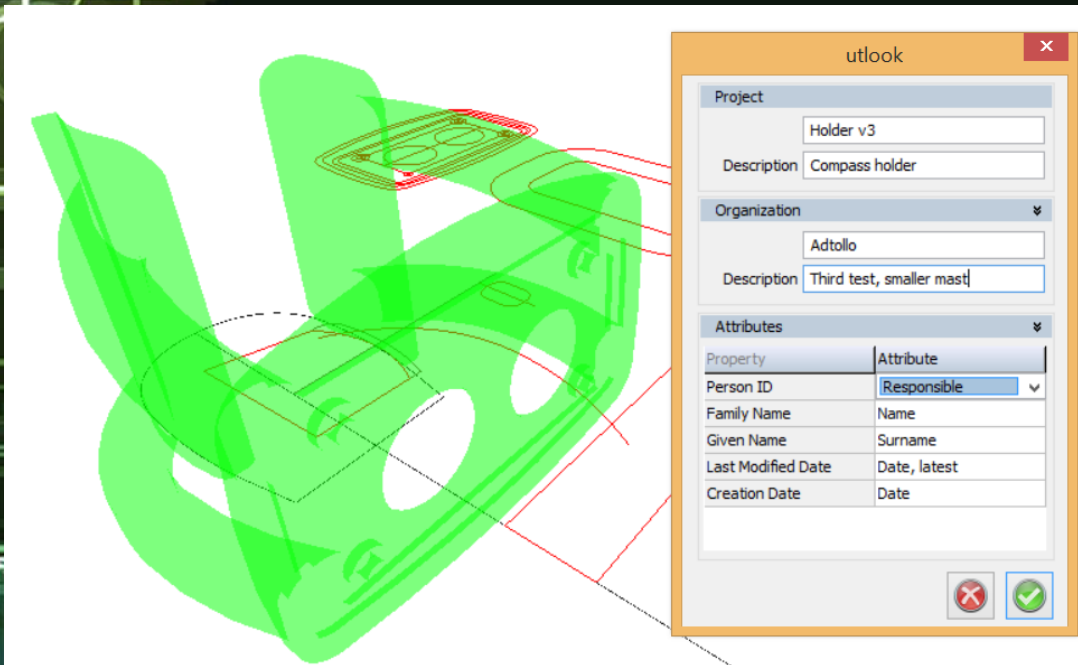 utlook
Project
Holder v3
Description Compass holder
Organization
Adtollo
Description Third test, smaller mast
Attributes
Property Attribute
Person ID Responsible
Family Name Name
Given Name Surname
Last Modified Date Date, latest
Creation Date Date